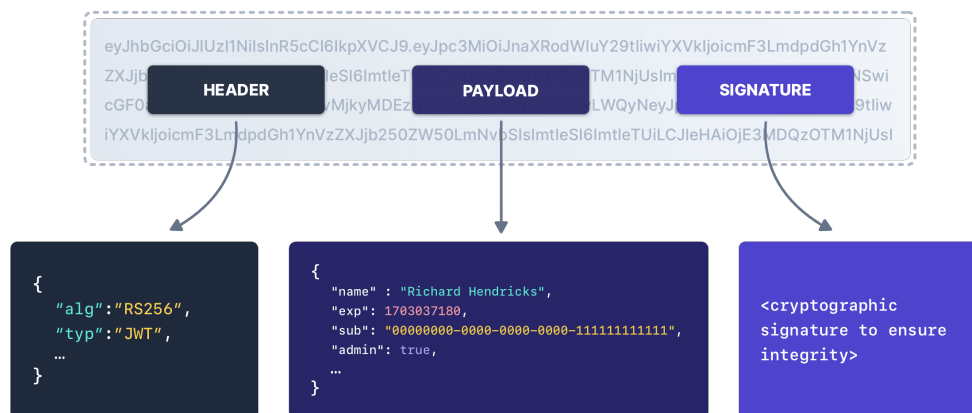 eyJhbGciOiJIUzI1NiIsInR5cCI6IkpXVCJ9.eyJpc3MiOiJnaXRodWIuY29tIiwiYXVkIjoicmF3LmdpdGh1YnVz
HEADER
PAYLOAD
SIGNATURE
iYXVkIjoicmF3LmdpdGh1YnVzZXJjb250ZW50LmNvbSIsImtleSI6ImtleTUiLCJleHAiOjE3MDQzOTM1NjUsI
{
"alg":"RS256",
"typ":"JWT",
…
}
{
"name" : "Richard Hendricks",
"exp": 1703037180,
"sub": "00000000-0000-0000-0000-111111111111",
"admin": true,
…
}
<cryptographic
signature to ensure
integrity>